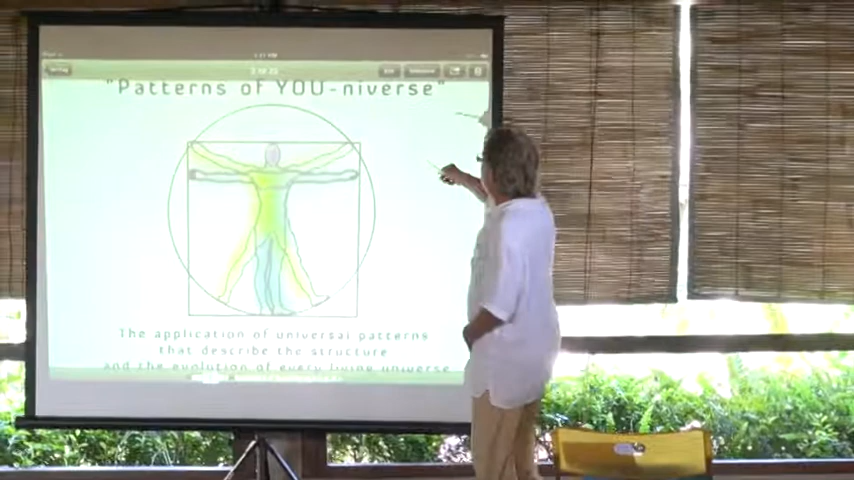 "Patterns of YOU-niverse"
The application of universal patterns
that describe the structure
and the evolution of every living universe.